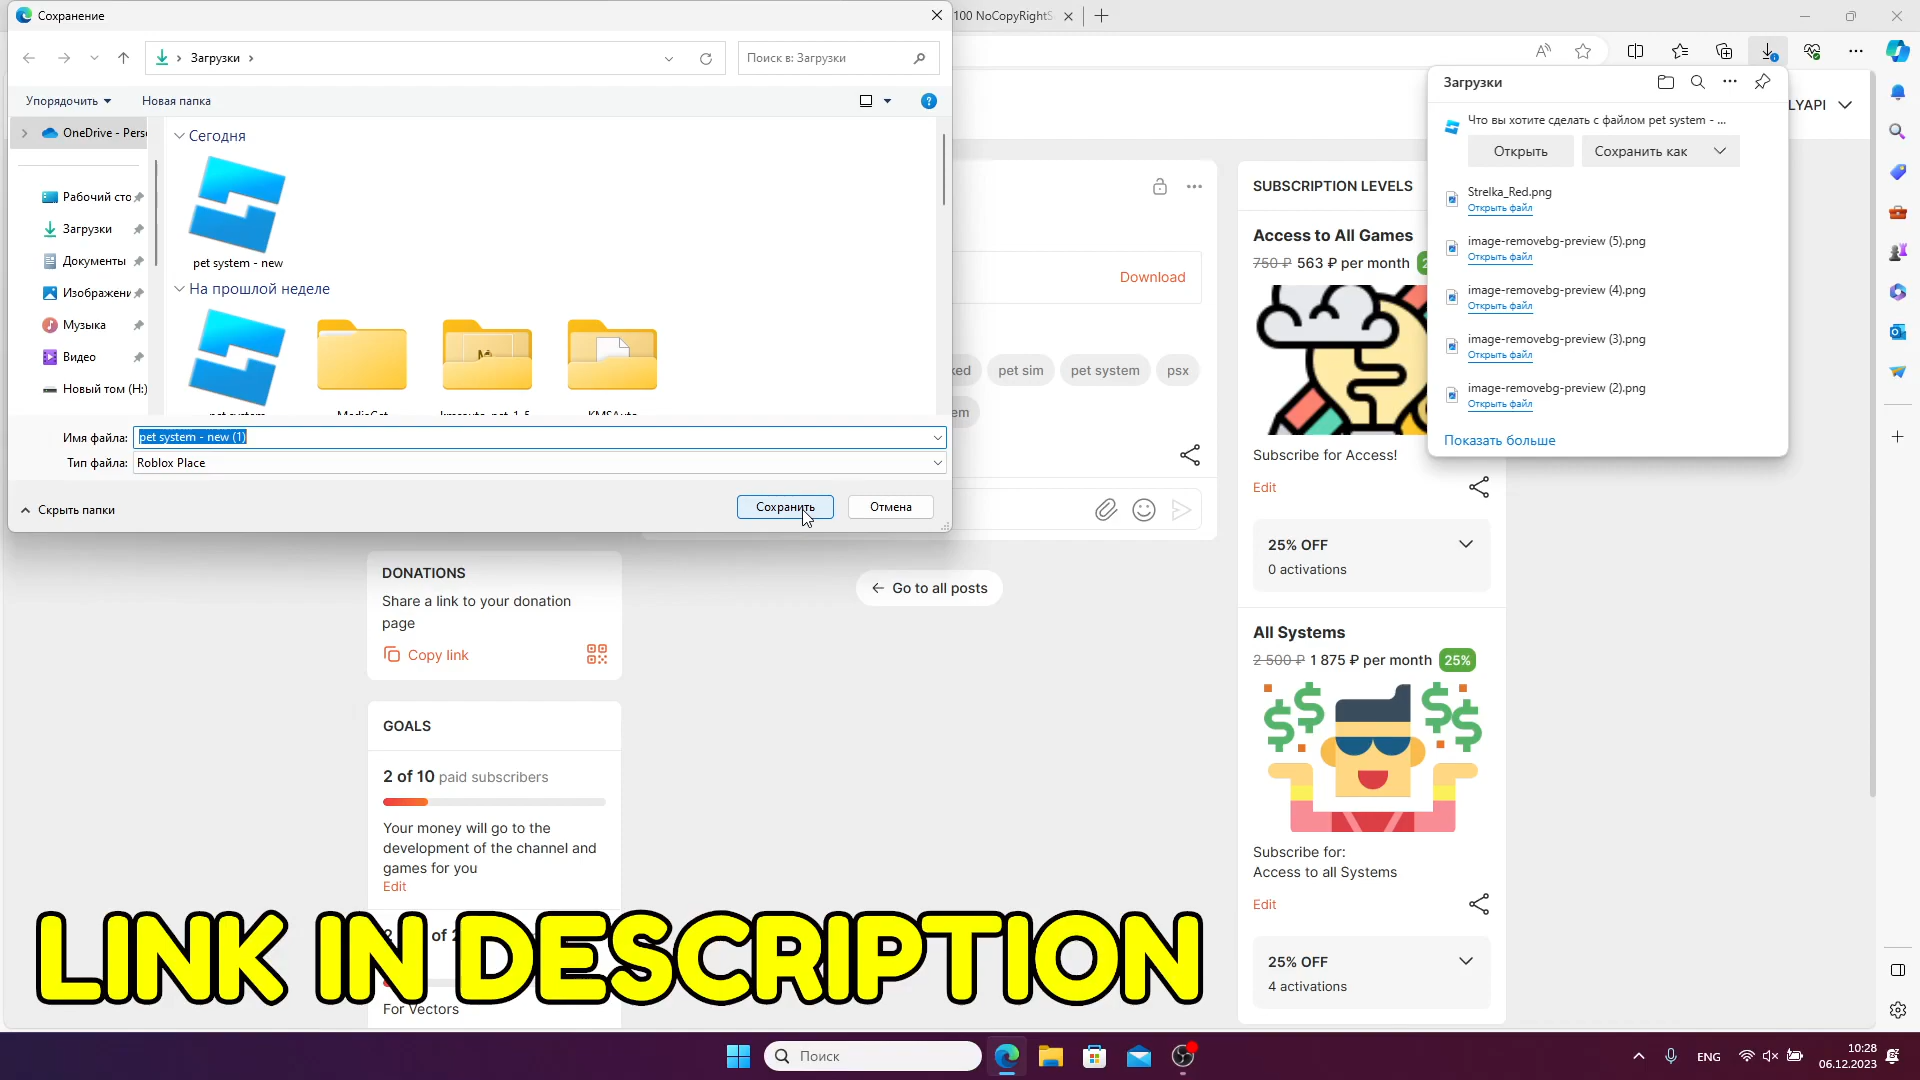 Сохранение
100 NoCopyRightS
Загрузки
Поиск в: Загрузки
Упорядочить
Новая папка
OneDrive - Perso
Рабочий сто
Загрузки
Документы
Изображени
Музыка
Видео
Новый том (H:)
Сегодня
pet system - new
На прошлой неделе
Имя файла:
pet system - new (1)
Тип файла:
Roblox Place
Скрыть папки
Сохранить
Отмена
LYAPI
Загрузки
Что вы хотите сделать с файлом pet system - ...
Открыть
Сохранить как
Strelka_Red.png
Открыть файл
image-removebg-preview (5).png
Открыть файл
image-removebg-preview (4).png
Открыть файл
image-removebg-preview (3).png
Открыть файл
image-removebg-preview (2).png
Открыть файл
Показать больше
Download
ked
pet sim
pet system
psx
em
Go to all posts
SUBSCRIPTION LEVELS
Access to All Games
750 ₽ 563 ₽ per month
Subscribe for Access!
Edit
25% OFF
0 activations
All Systems
2 500 ₽ 1 875 ₽ per month 25%
Subscribe for:
Access to all Systems
Edit
25% OFF
4 activations
DONATIONS
Share a link to your donation
page
Copy link
GOALS
2 of 10 paid subscribers
Your money will go to the
development of the channel and
games for you
Edit
2 of 2
For Vectors
LINK IN DESCRIPTION
Поиск
ENG
10:28
06.12.2023